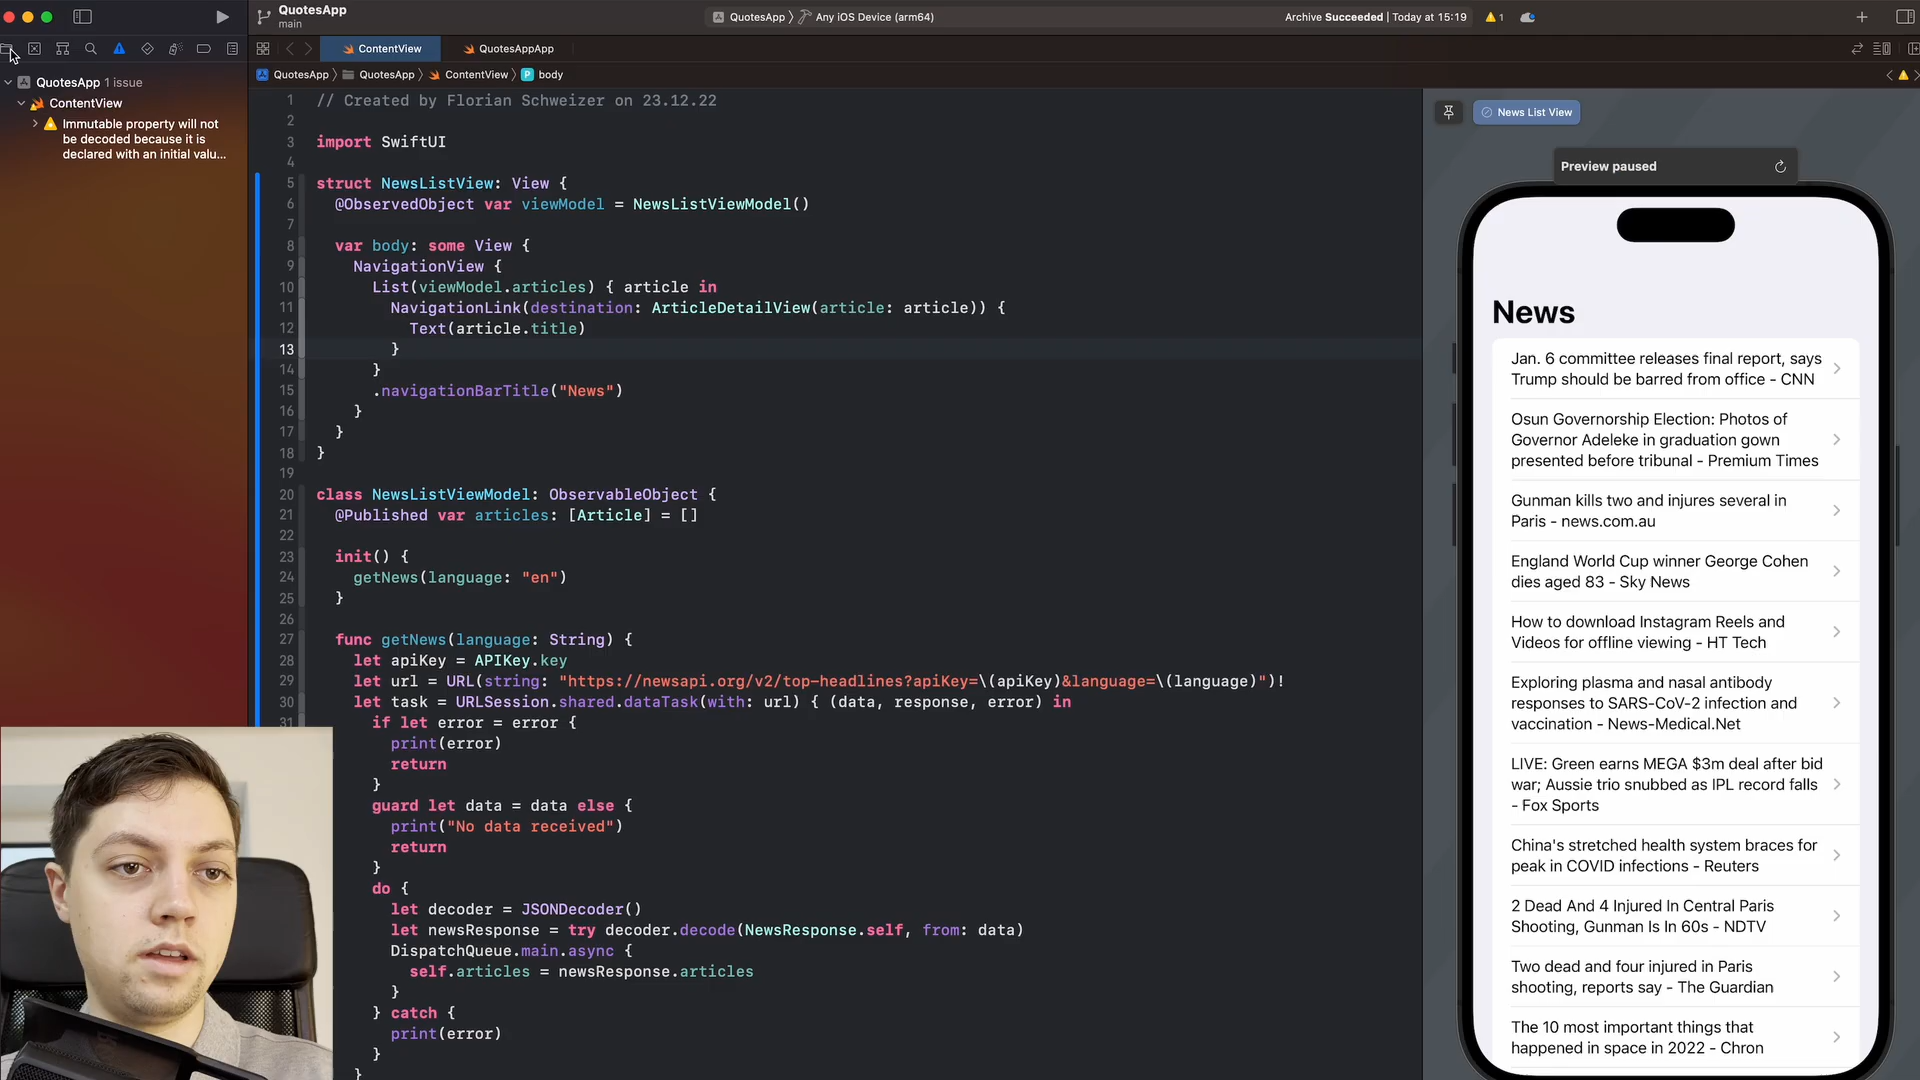 QuotesApp
main
QuotesApp
Any iOS Device (arm64)
Archive Succeeded | Today at 15:19
1
ContentView
QuotesAppApp
QuotesApp
QuotesApp
ContentView
P
body
QuotesApp 1 issue
ContentView
Immutable property will not
be decoded because it is
declared with an initial valu...
1 // Created by Florian Schweizer on 23.12.22
2
3 import SwiftUI
4
5 struct NewsListView: View {
6 @ObservedObject var viewModel = NewsListViewModel()
7
8 var body: some View {
9 NavigationView {
10 List(viewModel.articles) { article in
11 NavigationLink(destination: ArticleDetailView(article: article)) {
12 Text(article.title)
13 }
14 }
15 .navigationBarTitle("News")
16 }
17 }
18 }
19
20 class NewsListViewModel: ObservableObject {
21 @Published var articles: [Article] = []
22
23 init() {
24 getNews(language: "en")
25 }
26
27 func getNews(language: String) {
28 let apiKey = APIKey.key
29 let url = URL(string: "https://newsapi.org/v2/top-headlines?apiKey=\(apiKey)&language=\(language)")!
30 let task = URLSession.shared.dataTask(with: url) { (data, response, error) in
31 if let error = error {
print(error)
return
}
guard let data = data else {
print("No data received")
return
}
do {
let decoder = JSONDecoder()
let newsResponse = try decoder.decode(NewsResponse.self, from: data)
DispatchQueue.main.async {
self.articles = newsResponse.articles
}
} catch {
print(error)
}
}
News List View
Preview paused
News
Jan. 6 committee releases final report, says
Trump should be barred from office - CNN
Osun Governorship Election: Photos of
Governor Adeleke in graduation gown
presented before tribunal - Premium Times
Gunman kills two and injures several in
Paris - news.com.au
England World Cup winner George Cohen
dies aged 83 - Sky News
How to download Instagram Reels and
Videos for offline viewing - HT Tech
Exploring plasma and nasal antibody
responses to SARS-CoV-2 infection and
vaccination - News-Medical.Net
LIVE: Green earns MEGA $3m deal after bid
war; Aussie trio snubbed as IPL record falls
- Fox Sports
China's stretched health system braces for
peak in COVID infections - Reuters
2 Dead And 4 Injured In Central Paris
Shooting, Gunman Is In 60s - NDTV
Two dead and four injured in Paris
shooting, reports say - The Guardian
The 10 most important things that
happened in space in 2022 - Chron